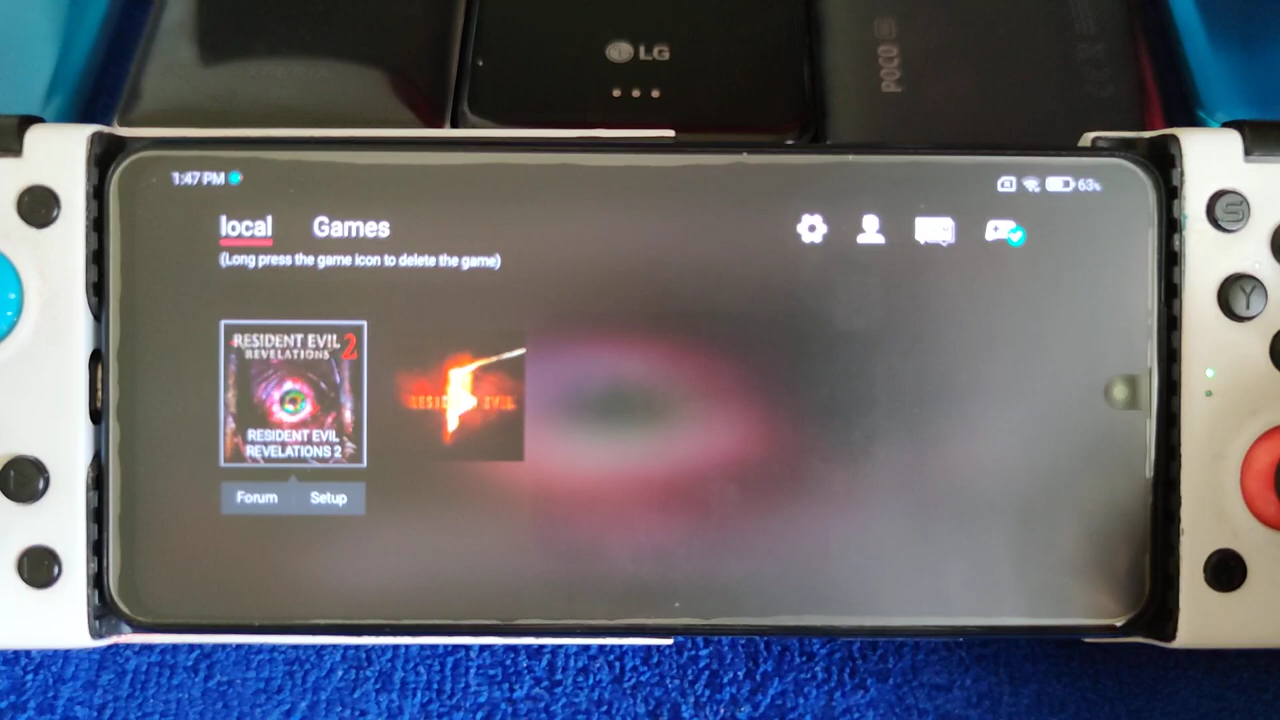 LG
POCO
1:47 PM
63%
local Games
(Long press the game icon to delete the game)
RESIDENT EVIL 2
REVELATIONS
RESIDENT EVIL
REVELATIONS 2
RESIDENT EVIL
Forum Setup
S
Y